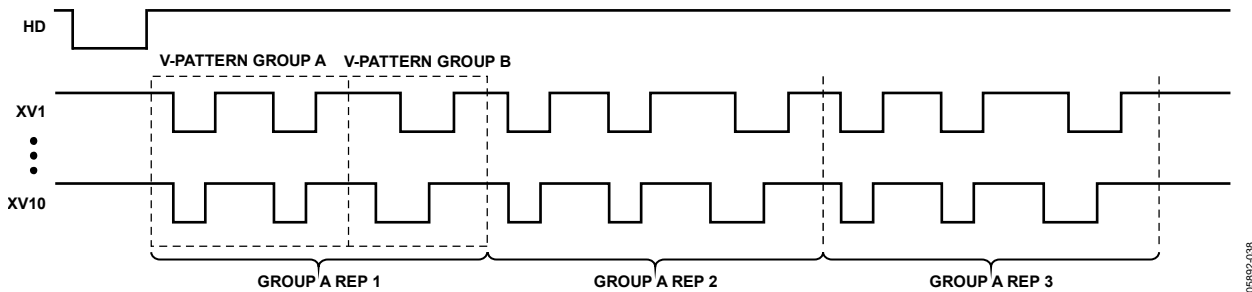 HD
V-PATTERN GROUP A V-PATTERN GROUP B
XV1
XV10
GROUP A REP 1 GROUP A REP 2 GROUP A REP 3
05892-038